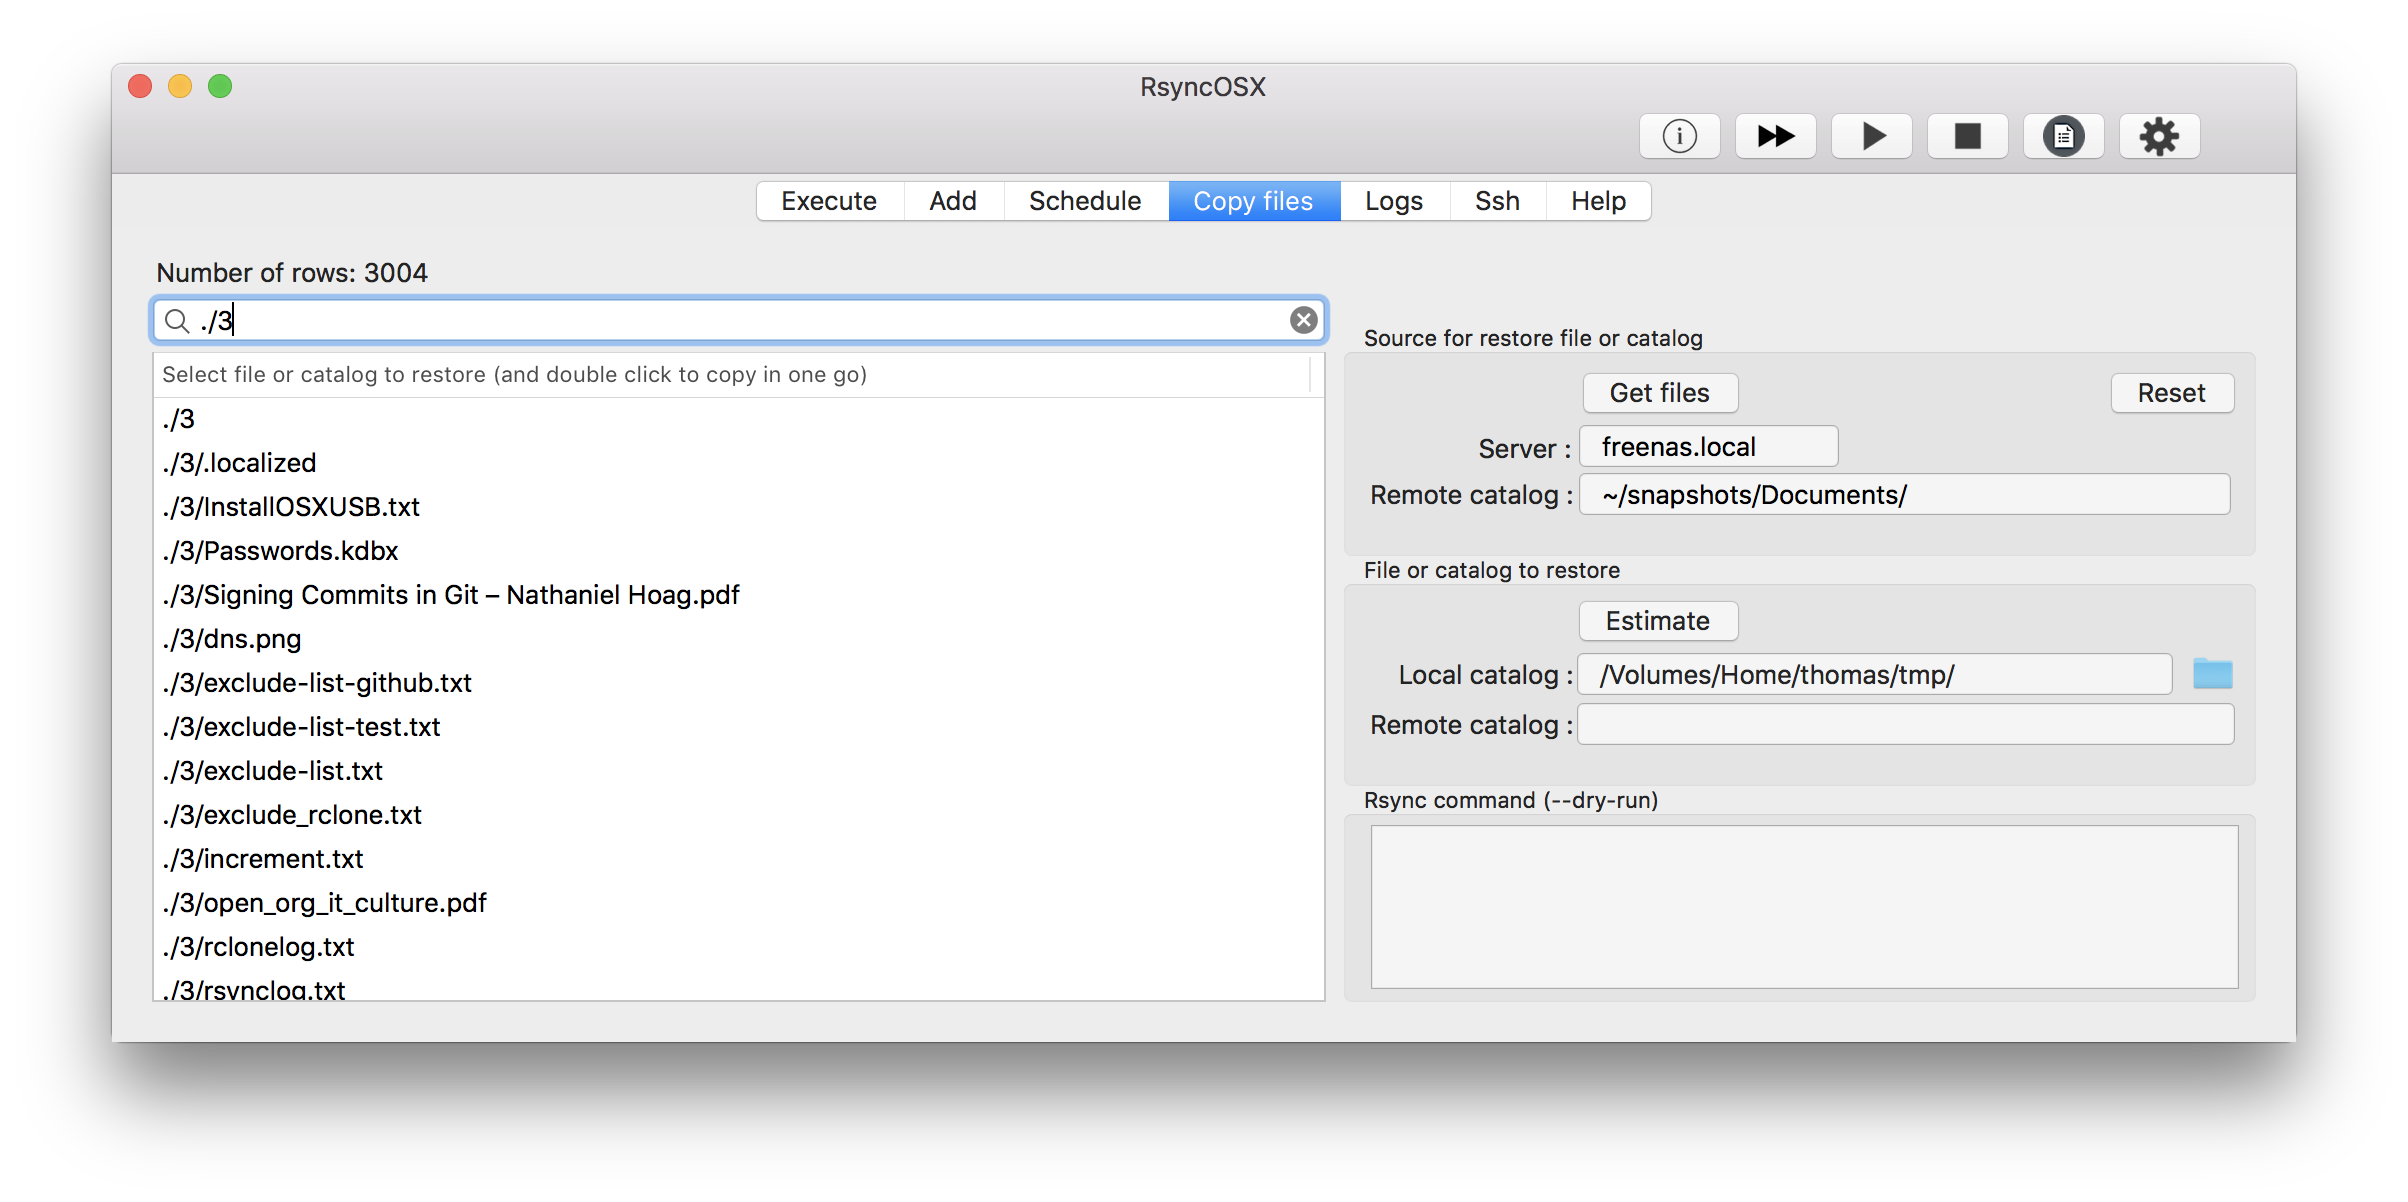 RsyncOSX
Execute Add Schedule Copy files Logs Ssh Help
Number of rows: 3004
./3
Select file or catalog to restore (and double click to copy in one go)
./3
./3/.localized
./3/InstallOSXUSB.txt
./3/Passwords.kdbx
./3/Signing Commits in Git – Nathaniel Hoag.pdf
./3/dns.png
./3/exclude-list-github.txt
./3/exclude-list-test.txt
./3/exclude-list.txt
./3/exclude_rclone.txt
./3/increment.txt
./3/open_org_it_culture.pdf
./3/rclonelog.txt
./3/rsynclog.txt
Source for restore file or catalog
Get files Reset
Server : freenas.local
Remote catalog : ~/snapshots/Documents/
File or catalog to restore
Estimate
Local catalog : /Volumes/Home/thomas/tmp/
Remote catalog :
Rsync command (--dry-run)